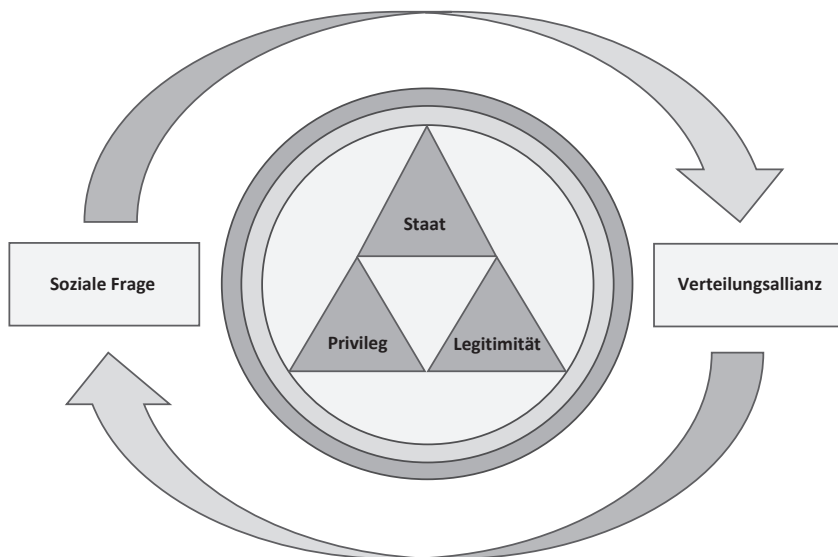 Staat
Soziale Frage
Verteilungsallianz
Privileg
Legitimität